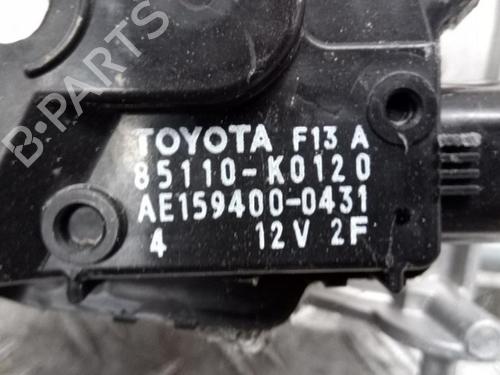 TOYOTA F13 A
85110-K0120
AE159400-0431
4 12V 2F
B-PARTS